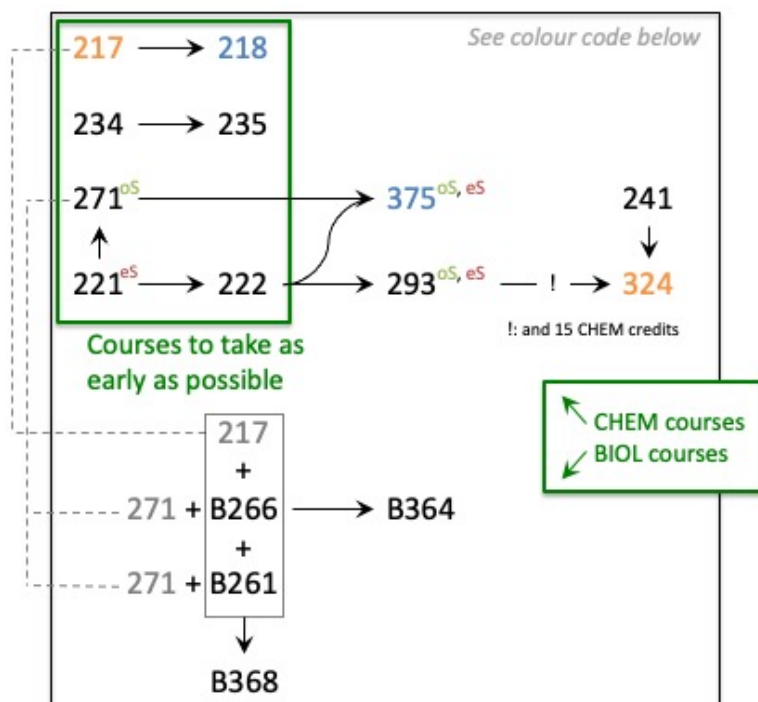 See colour code below
217 218
234 235
271oS 375oS, eS 241
221eS 222 293oS, eS ! 324
!: and 15 CHEM credits
Courses to take as
early as possible
CHEM courses
BIOL courses
217
+
271 + B266 B364
+
271 + B261
B368